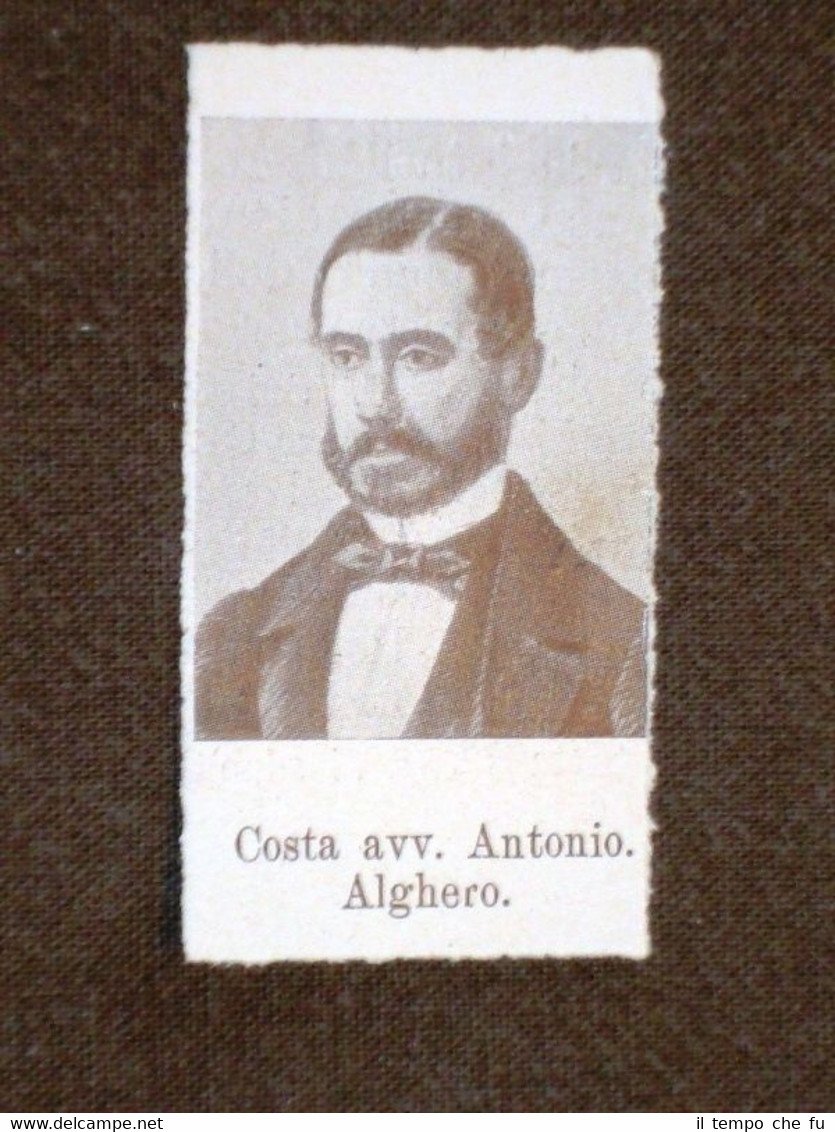 Costa avv. Antonio.
Alghero.
www.delcampe.net
il tempo che fu